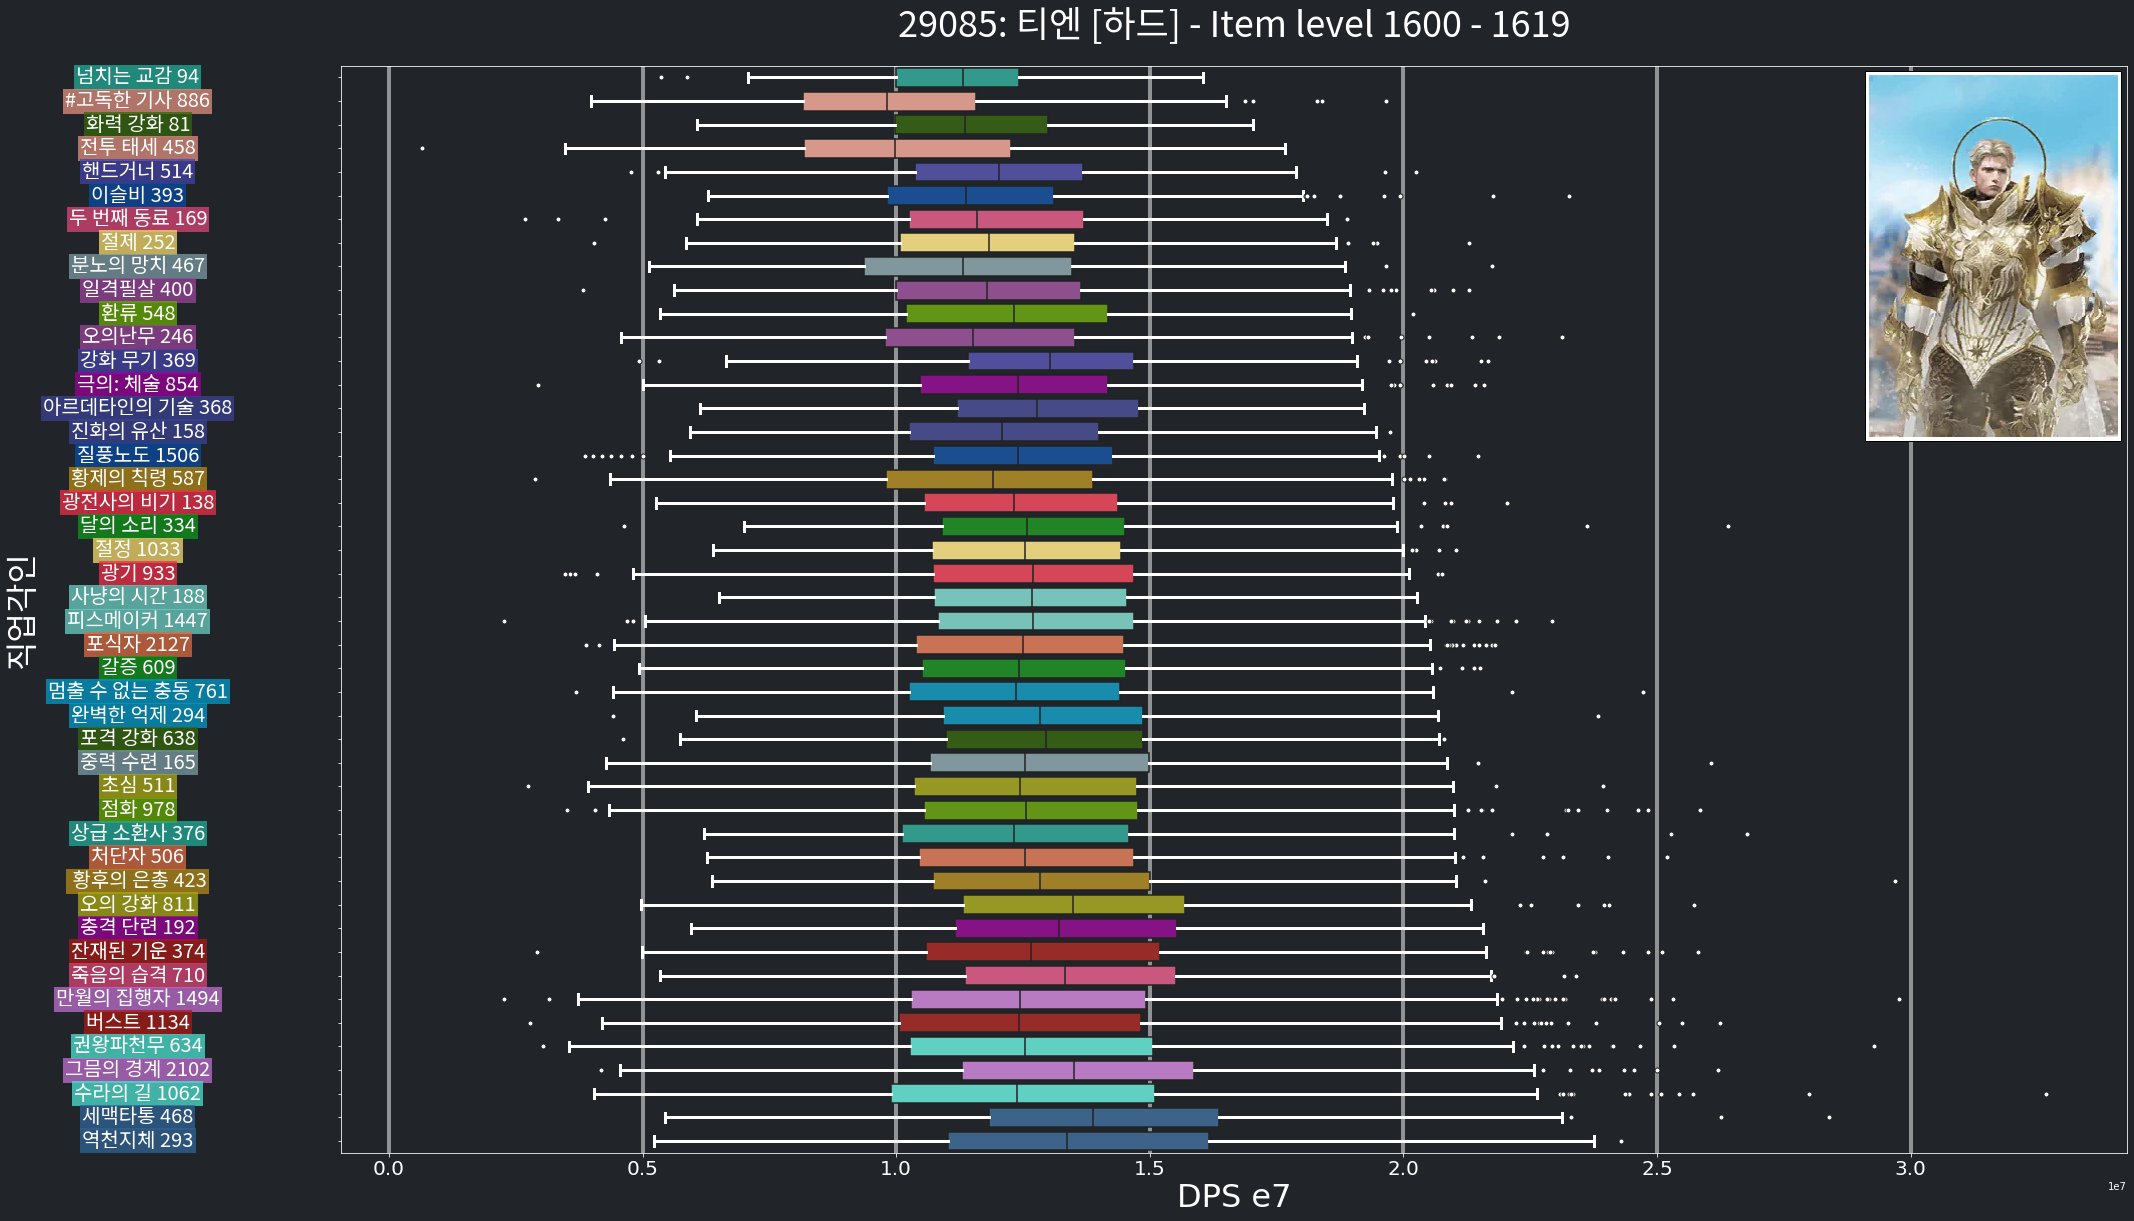 29085: 티엔 [하드] - Item level 1600 - 1619
넘치는 교감 94
#고독한 기사 886
화력 강화 81
전투 태세 458
핸드거너 514
이슬비 393
두 번째 동료 169
절제 252
분노의 망치 467
일격필살 400
환류 548
오의난무 246
강화 무기 369
극의: 체술 854
아르데타인의 기술 368
진화의 유산 158
질풍노도 1506
황제의 칙령 587
광전사의 비기 138
달의 소리 334
절정 1033
광기 933
사냥의 시간 188
피스메이커 1447
포식자 2127
갈증 609
멈출 수 없는 충동 761
완벽한 억제 294
포격 강화 638
중력 수련 165
초심 511
점화 978
상급 소환사 376
처단자 506
황후의 은총 423
오의 강화 811
충격 단련 192
잔재된 기운 374
죽음의 습격 710
만월의 집행자 1494
버스트 1134
권왕파천무 634
그믐의 경계 2102
수라의 길 1062
세맥타통 468
역천지체 293
직업각인
0.0 0.5 1.0 1.5 2.0 2.5 3.0
DPS e7
1e7